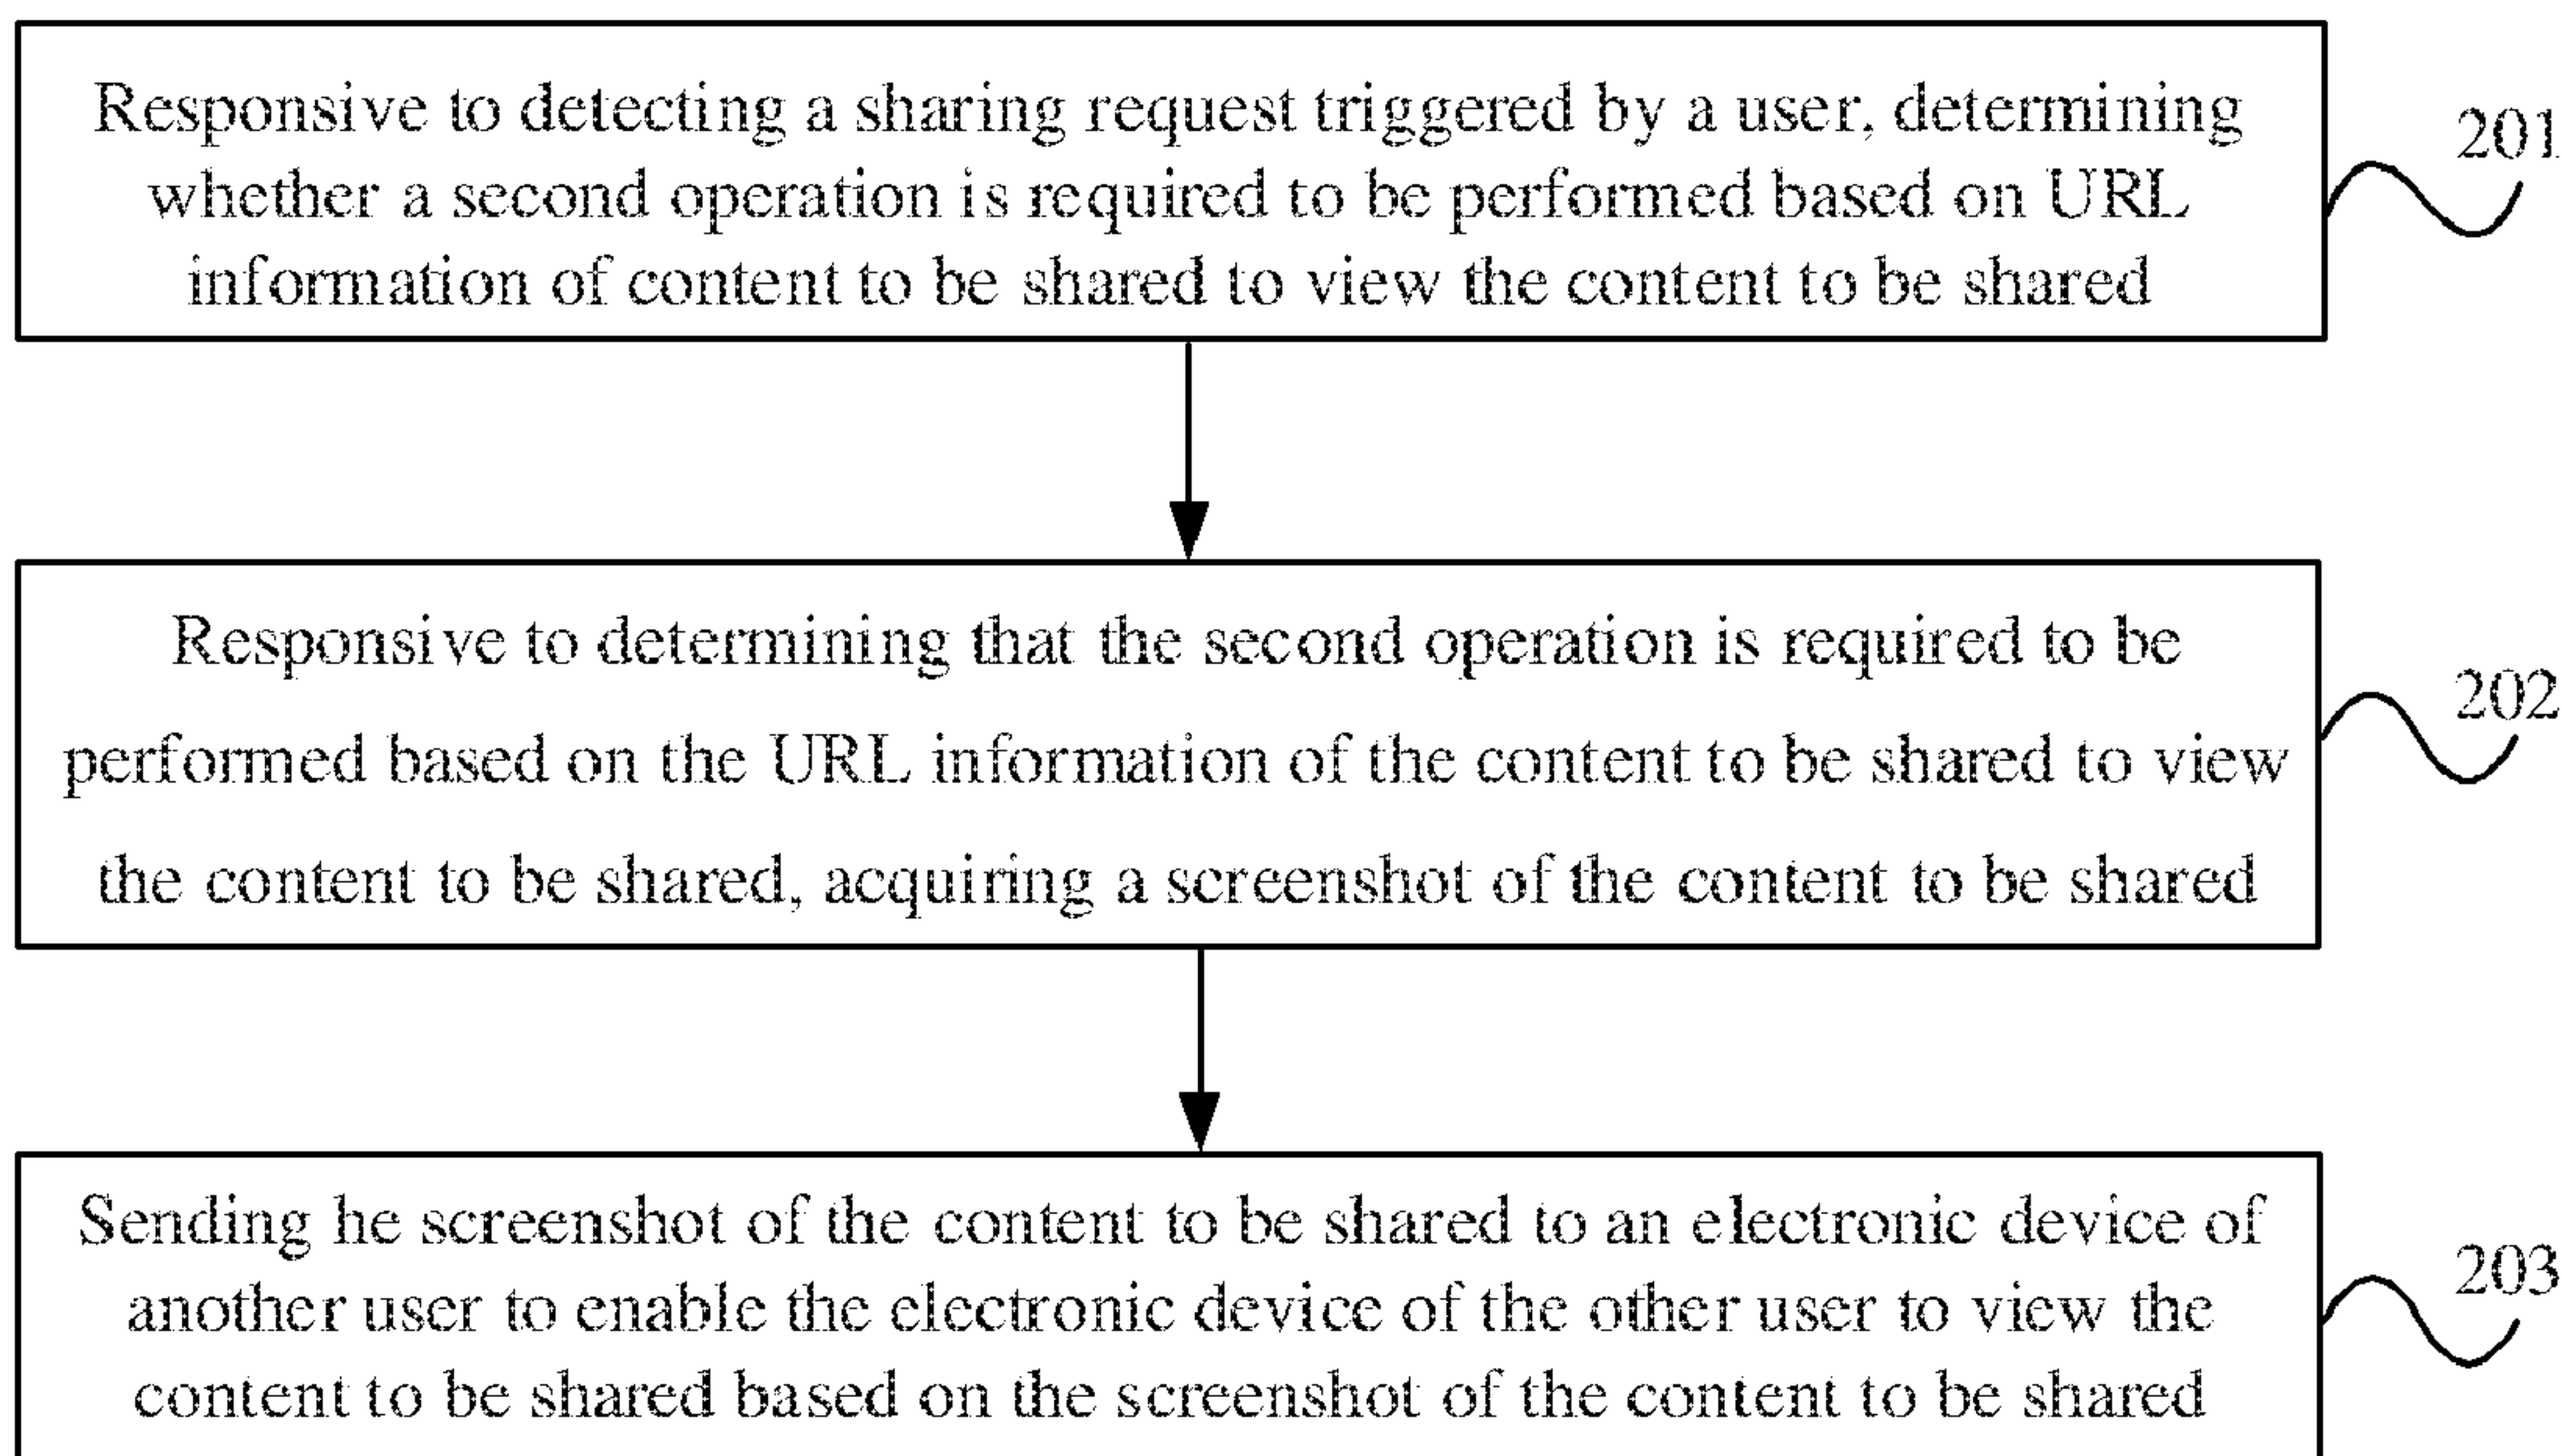 Responsive to detecting a sharing request triggered by a user, determining
whether a second operation is required to be performed based on URL
information of content to be shared to view the content to be shared
201
Responsive to determining that the second operation is required to be
performed based on the URL information of the content to be shared to view
the content to be shared, acquiring a screenshot of the content to be shared
202
Sending he screenshot of the content to be shared to an electronic device of
another user to enable the electronic device of the other user to view the
content to be shared based on the screenshot of the content to be shared
203